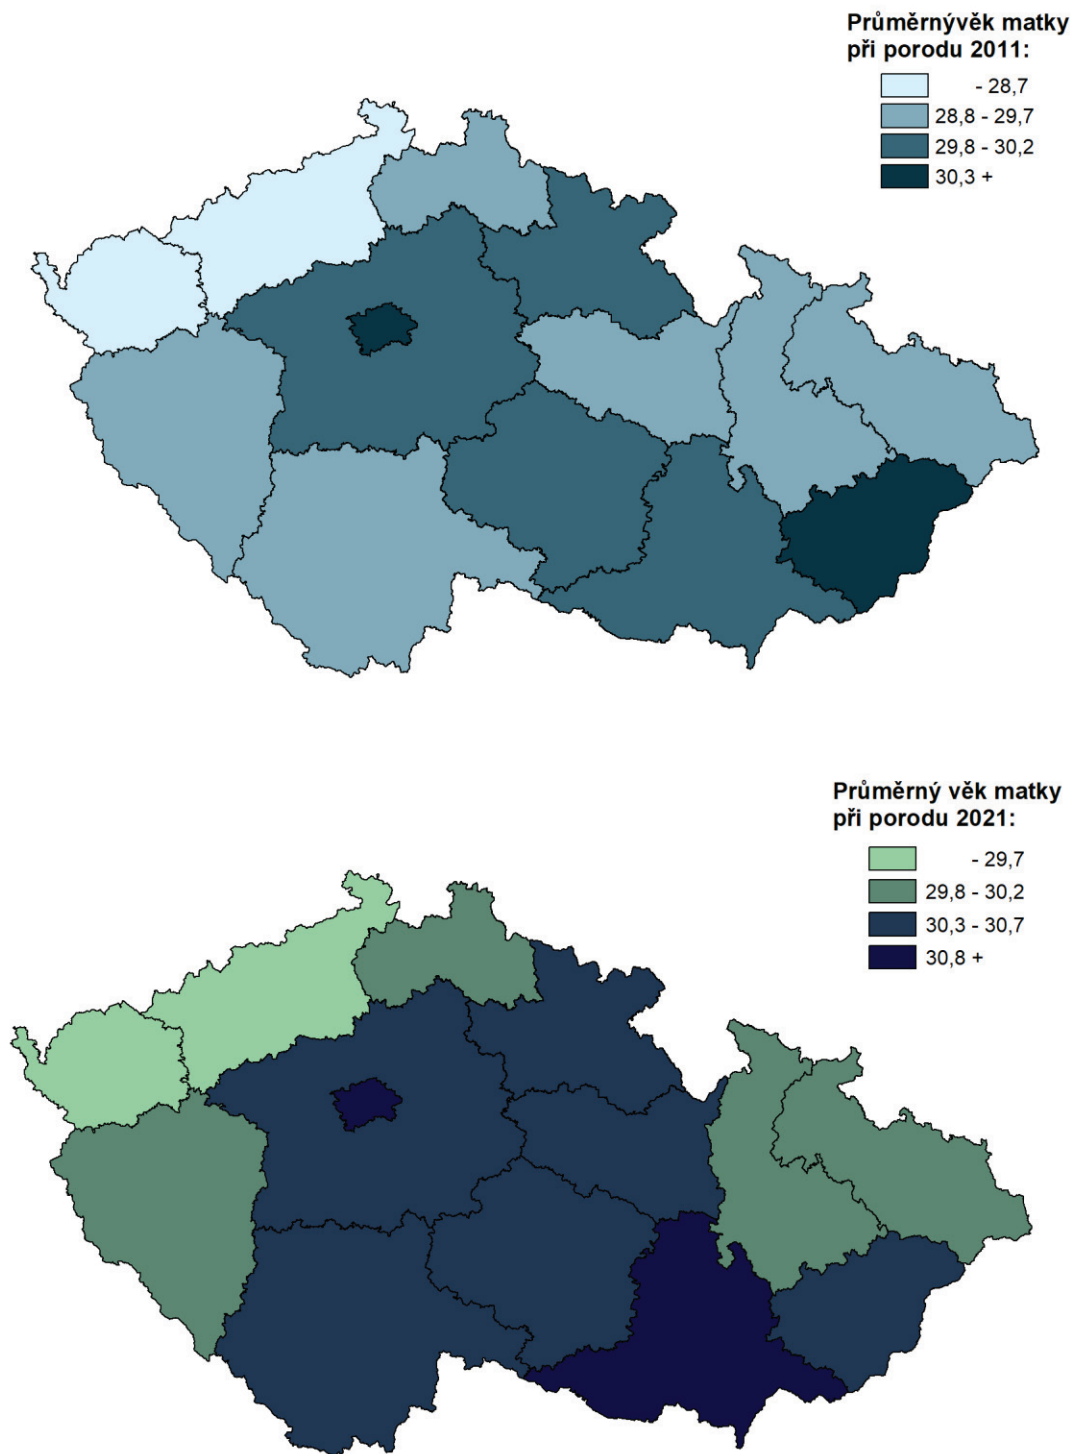 Průměrnývěk matky
při porodu 2011:
- 28,7
28,8 - 29,7
29,8 - 30,2
30,3 +
Průměrný věk matky
při porodu 2021:
- 29,7
29,8 - 30,2
30,3 - 30,7
30,8 +